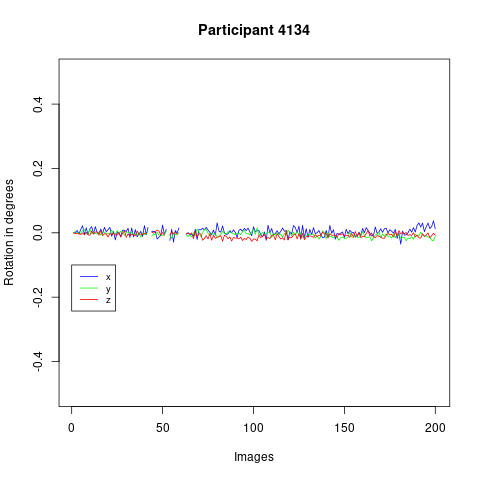 Participant 4134
Rotation in degrees
0.4
0.2
0.0
-0.2
-0.4
x
y
z
0 50 100 150 200
Images